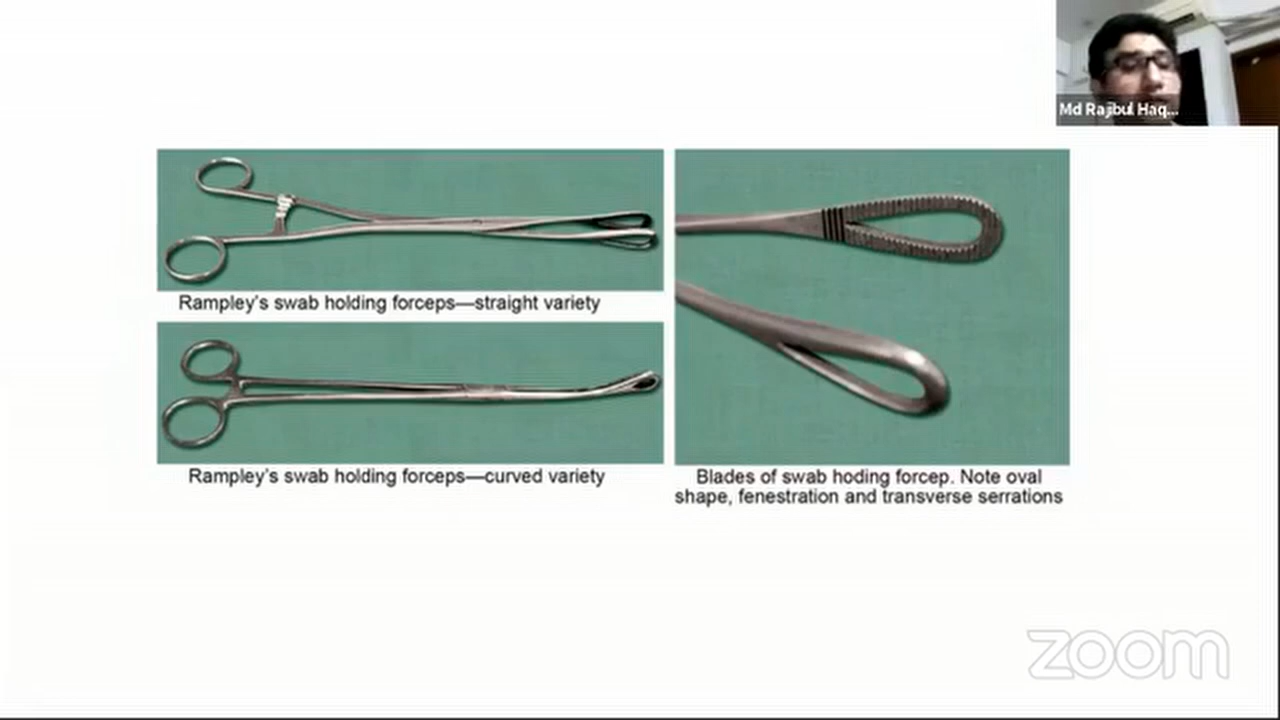 Md Rajibul Haq...
Rampley's swab holding forceps—straight variety
Rampley's swab holding forceps—curved variety
Blades of swab hoding forcep. Note oval
shape, fenestration and transverse serrations
zoom